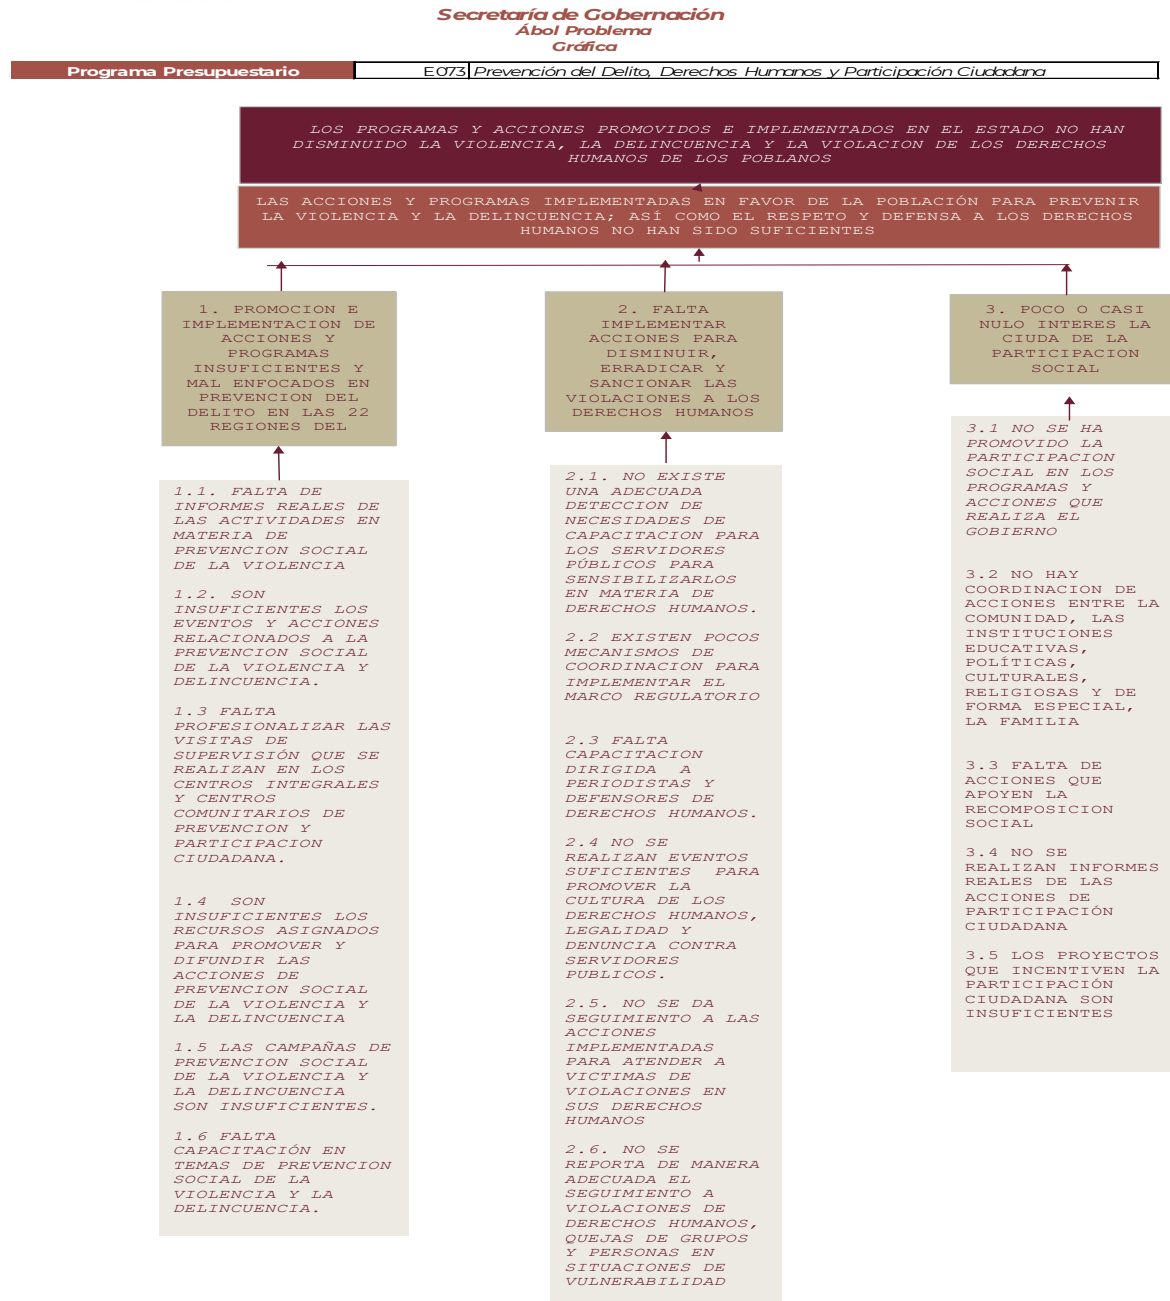 Secretaría de Gobernación
Ábol Problema
Gráfica
Programa Presupuestario E073 Prevención del Delito, Derechos Humanos y Participación Ciudadana
LOS PROGRAMAS Y ACCIONES PROMOVIDOS E IMPLEMENTADOS EN EL ESTADO NO HAN
DISMINUIDO LA VIOLENCIA, LA DELINCUENCIA Y LA VIOLACION DE LOS DERECHOS
HUMANOS DE LOS POBLANOS
LAS ACCIONES Y PROGRAMAS IMPLEMENTADAS EN FAVOR DE LA POBLACIÓN PARA PREVENIR
LA VIOLENCIA Y LA DELINCUENCIA; ASÍ COMO EL RESPETO Y DEFENSA A LOS DERECHOS
HUMANOS NO HAN SIDO SUFICIENTES
1. PROMOCION E
IMPLEMENTACION DE
ACCIONES Y
PROGRAMAS
INSUFICIENTES Y
MAL ENFOCADOS EN
PREVENCION DEL
DELITO EN LAS 22
REGIONES DEL
1.1. FALTA DE
INFORMES REALES DE
LAS ACTIVIDADES EN
MATERIA DE
PREVENCION SOCIAL
DE LA VIOLENCIA
1.2. SON
INSUFICIENTES LOS
EVENTOS Y ACCIONES
RELACIONADOS A LA
PREVENCION SOCIAL
DE LA VIOLENCIA Y
DELINCUENCIA.
1.3 FALTA
PROFESIONALIZAR LAS
VISITAS DE
SUPERVISIÓN QUE SE
REALIZAN EN LOS
CENTROS INTEGRALES
Y CENTROS
COMUNITARIOS DE
PREVENCION Y
PARTICIPACION
CIUDADANA.
1.4 SON
INSUFICIENTES LOS
RECURSOS ASIGNADOS
PARA PROMOVER Y
DIFUNDIR LAS
ACCIONES DE
PREVENCION SOCIAL
DE LA VIOLENCIA Y
LA DELINCUENCIA
1.5 LAS CAMPAÑAS DE
PREVENCION SOCIAL
DE LA VIOLENCIA Y
LA DELINCUENCIA
SON INSUFICIENTES.
1.6 FALTA
CAPACITACIÓN EN
TEMAS DE PREVENCION
SOCIAL DE LA
VIOLENCIA Y LA
DELINCUENCIA.
2. FALTA
IMPLEMENTAR
ACCIONES PARA
DISMINUIR,
ERRADICAR Y
SANCIONAR LAS
VIOLACIONES A LOS
DERECHOS HUMANOS
2.1. NO EXISTE
UNA ADECUADA
DETECCION DE
NECESIDADES DE
CAPACITACION PARA
LOS SERVIDORES
PÚBLICOS PARA
SENSIBILIZARLOS
EN MATERIA DE
DERECHOS HUMANOS.
2.2 EXISTEN POCOS
MECANISMOS DE
COORDINACION PARA
IMPLEMENTAR EL
MARCO REGULATORIO
2.3 FALTA
CAPACITACION
DIRIGIDA A
PERIODISTAS Y
DEFENSORES DE
DERECHOS HUMANOS.
2.4 NO SE
REALIZAN EVENTOS
SUFICIENTES PARA
PROMOVER LA
CULTURA DE LOS
DERECHOS HUMANOS,
LEGALIDAD Y
DENUNCIA CONTRA
SERVIDORES
PUBLICOS.
2.5. NO SE DA
SEGUIMIENTO A LAS
ACCIONES
IMPLEMENTADAS
PARA ATENDER A
VICTIMAS DE
VIOLACIONES EN
SUS DERECHOS
HUMANOS
2.6. NO SE
REPORTA DE MANERA
ADECUADA EL
SEGUIMIENTO A
VIOLACIONES DE
DERECHOS HUMANOS,
QUEJAS DE GRUPOS
Y PERSONAS EN
SITUACIONES DE
VULNERABILIDAD
3. POCO O CASI
NULO INTERES LA
CIUDA DE LA
PARTICIPACION
SOCIAL
3.1 NO SE HA
PROMOVIDO LA
PARTICIPACION
SOCIAL EN LOS
PROGRAMAS Y
ACCIONES QUE
REALIZA EL
GOBIERNO
3.2 NO HAY
COORDINACION DE
ACCIONES ENTRE LA
COMUNIDAD, LAS
INSTITUCIONES
EDUCATIVAS,
POLÍTICAS,
CULTURALES,
RELIGIOSAS Y DE
FORMA ESPECIAL,
LA FAMILIA
3.3 FALTA DE
ACCIONES QUE
APOYEN LA
RECOMPOSICION
SOCIAL
3.4 NO SE
REALIZAN INFORMES
REALES DE LAS
ACCIONES DE
PARTICIPACIÓN
CIUDADANA
3.5 LOS PROYECTOS
QUE INCENTIVEN LA
PARTICIPACIÓN
CIUDADANA SON
INSUFICIENTES